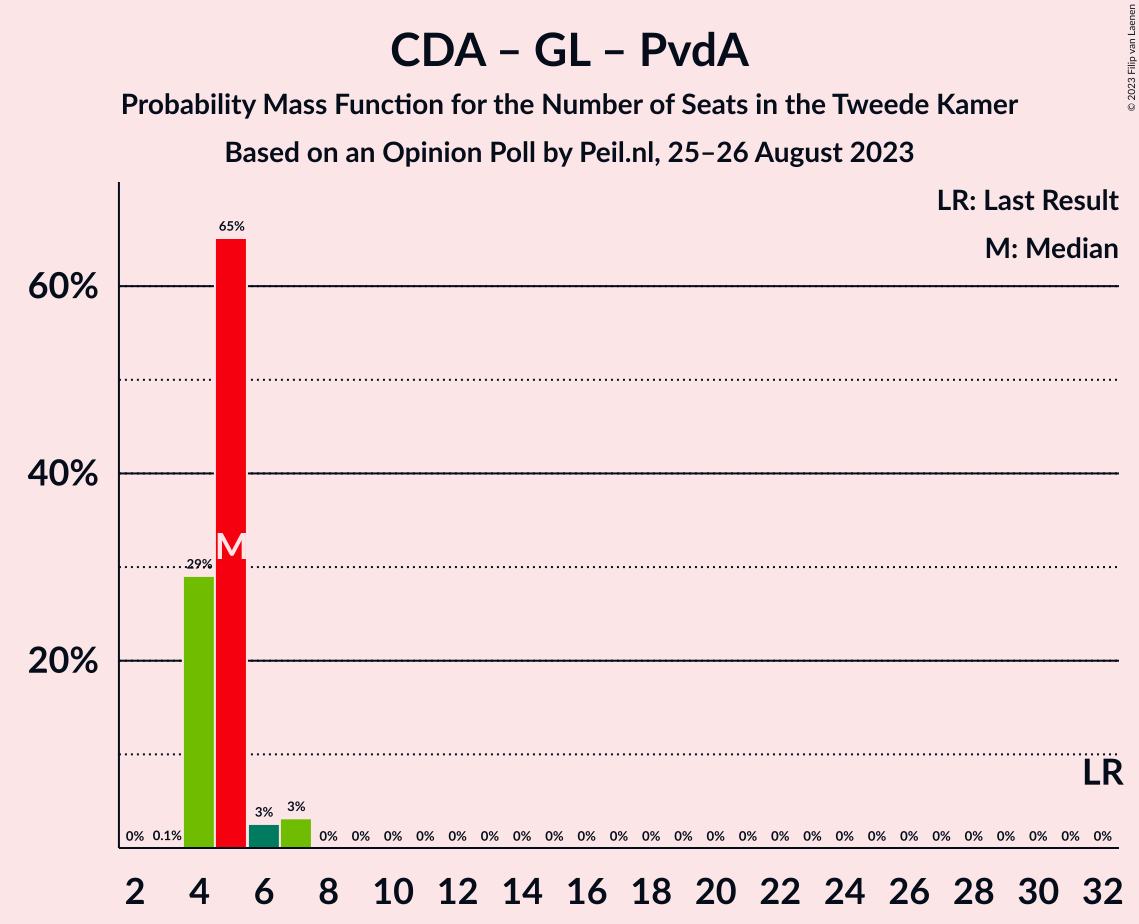 CDA – GL – PvdA
Probability Mass Function for the Number of Seats in the Tweede Kamer
Based on an Opinion Poll by Peil.nl, 25–26 August 2023
© 2023 Filip van Laenen
LR: Last Result
M: Median
65%
60%
40%
M
29%
20%
LR
3%
3%
0% 0.1% 0% 0% 0% 0% 0% 0% 0% 0% 0% 0% 0% 0% 0% 0% 0% 0% 0% 0% 0% 0% 0% 0% 0% 0% 0%
2 4 6 8 10 12 14 16 18 20 22 24 26 28 30 32